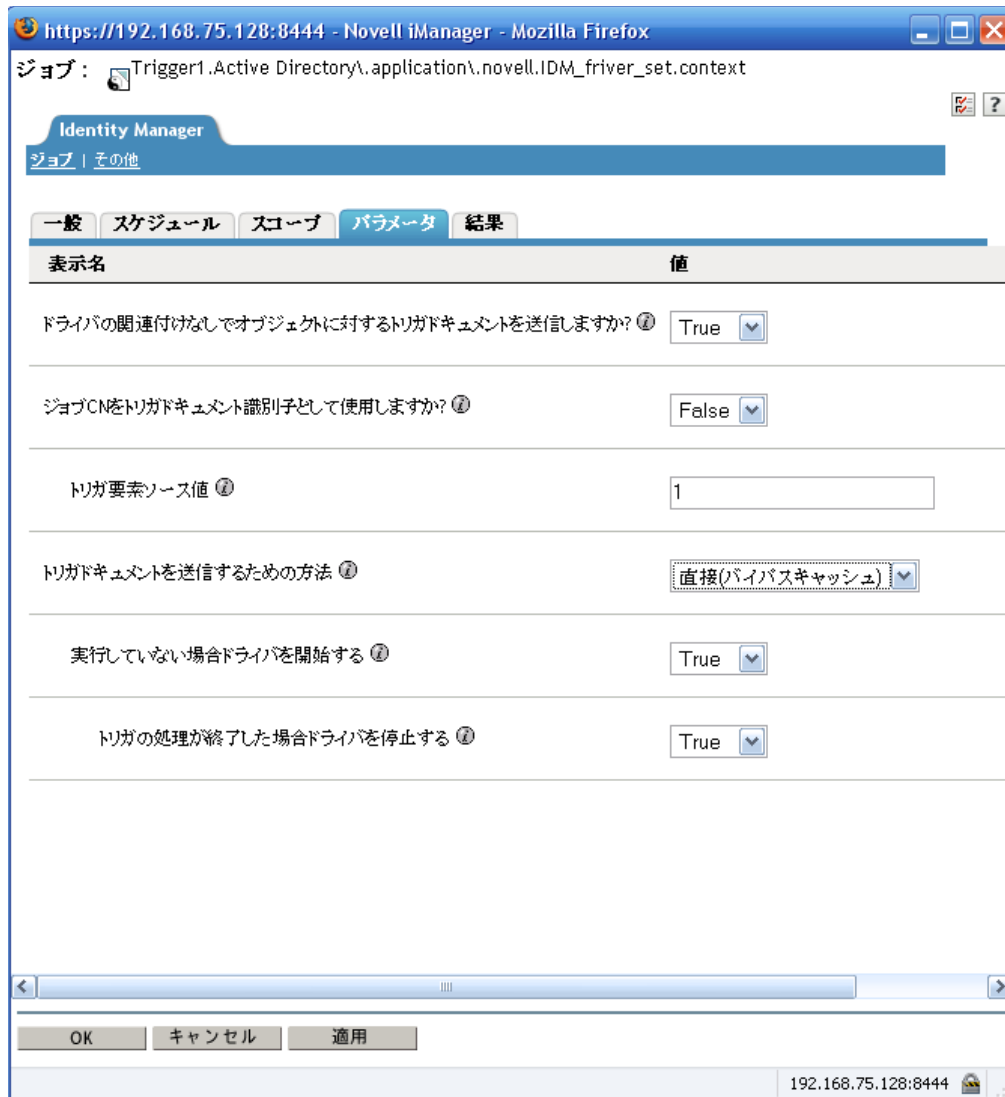 https://192.168.75.128:8444 - Novell iManager - Mozilla Firefox
ジョブ： Trigger1.Active Directory\.application\.novell.IDM_friver_set.context
Identity Manager
ジョブ | その他
一般 スケジュール スコープ パラメータ 結果
表示名 値
ドライバの関連付けなしでオブジェクトに対するトリガドキュメントを送信しますか? True
ジョブCNをトリガドキュメント識別子として使用しますか? False
トリガ要素ソース値 1
トリガドキュメントを送信するための方法 直接(バイパスキャッシュ)
実行していない場合ドライバを開始する True
トリガの処理が終了した場合ドライバを停止する True
OK キャンセル 適用
192.168.75.128:8444